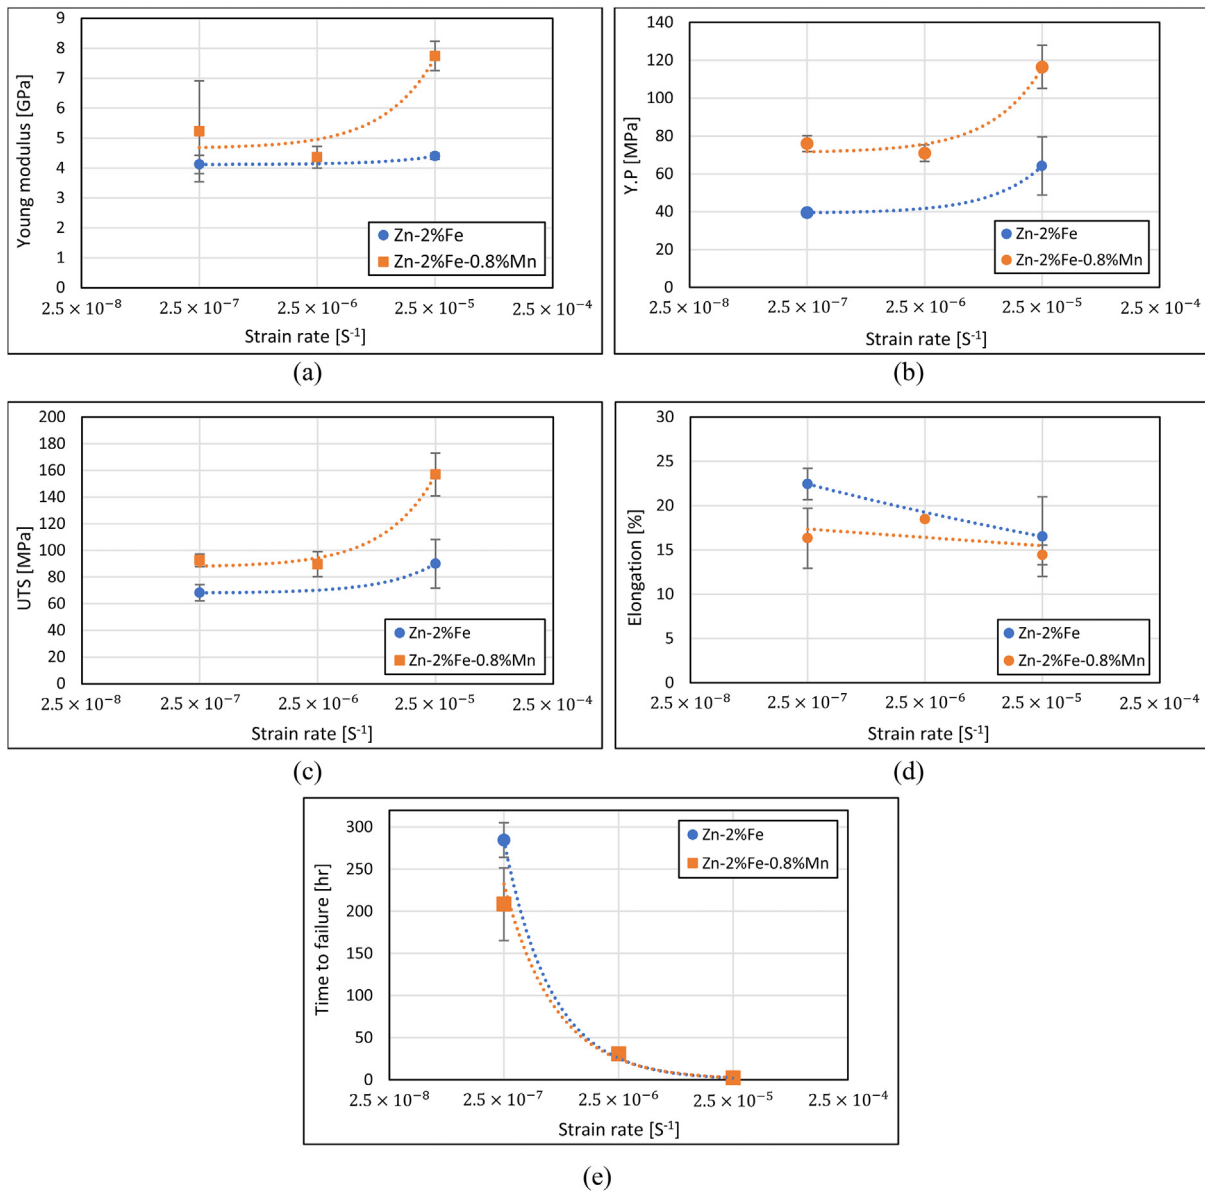 9
8
7
6
5
4
3
2
1
0
Young modulus [GPa]
Zn-2%Fe
Zn-2%Fe-0.8%Mn
2.5 × 10⁻⁸ 2.5 × 10⁻⁷ 2.5 × 10⁻⁶ 2.5 × 10⁻⁵ 2.5 × 10⁻⁴
Strain rate [S⁻¹]
(a)
140
120
100
80
60
40
20
0
Y.P [MPa]
Zn-2%Fe
Zn-2%Fe-0.8%Mn
2.5 × 10⁻⁸ 2.5 × 10⁻⁷ 2.5 × 10⁻⁶ 2.5 × 10⁻⁵ 2.5 × 10⁻⁴
Strain rate [S⁻¹]
(b)
200
180
160
140
120
100
80
60
40
20
0
UTS [MPa]
Zn-2%Fe
Zn-2%Fe-0.8%Mn
2.5 × 10⁻⁸ 2.5 × 10⁻⁷ 2.5 × 10⁻⁶ 2.5 × 10⁻⁵ 2.5 × 10⁻⁴
Strain rate [S⁻¹]
(c)
30
25
20
15
10
5
0
Elongation [%]
Zn-2%Fe
Zn-2%Fe-0.8%Mn
2.5 × 10⁻⁸ 2.5 × 10⁻⁷ 2.5 × 10⁻⁶ 2.5 × 10⁻⁵ 2.5 × 10⁻⁴
Strain rate [S⁻¹]
(d)
300
250
200
150
100
50
0
Time to failure [hr]
Zn-2%Fe
Zn-2%Fe-0.8%Mn
2.5 × 10⁻⁸ 2.5 × 10⁻⁷ 2.5 × 10⁻⁶ 2.5 × 10⁻⁵ 2.5 × 10⁻⁴
Strain rate [S⁻¹]
(e)